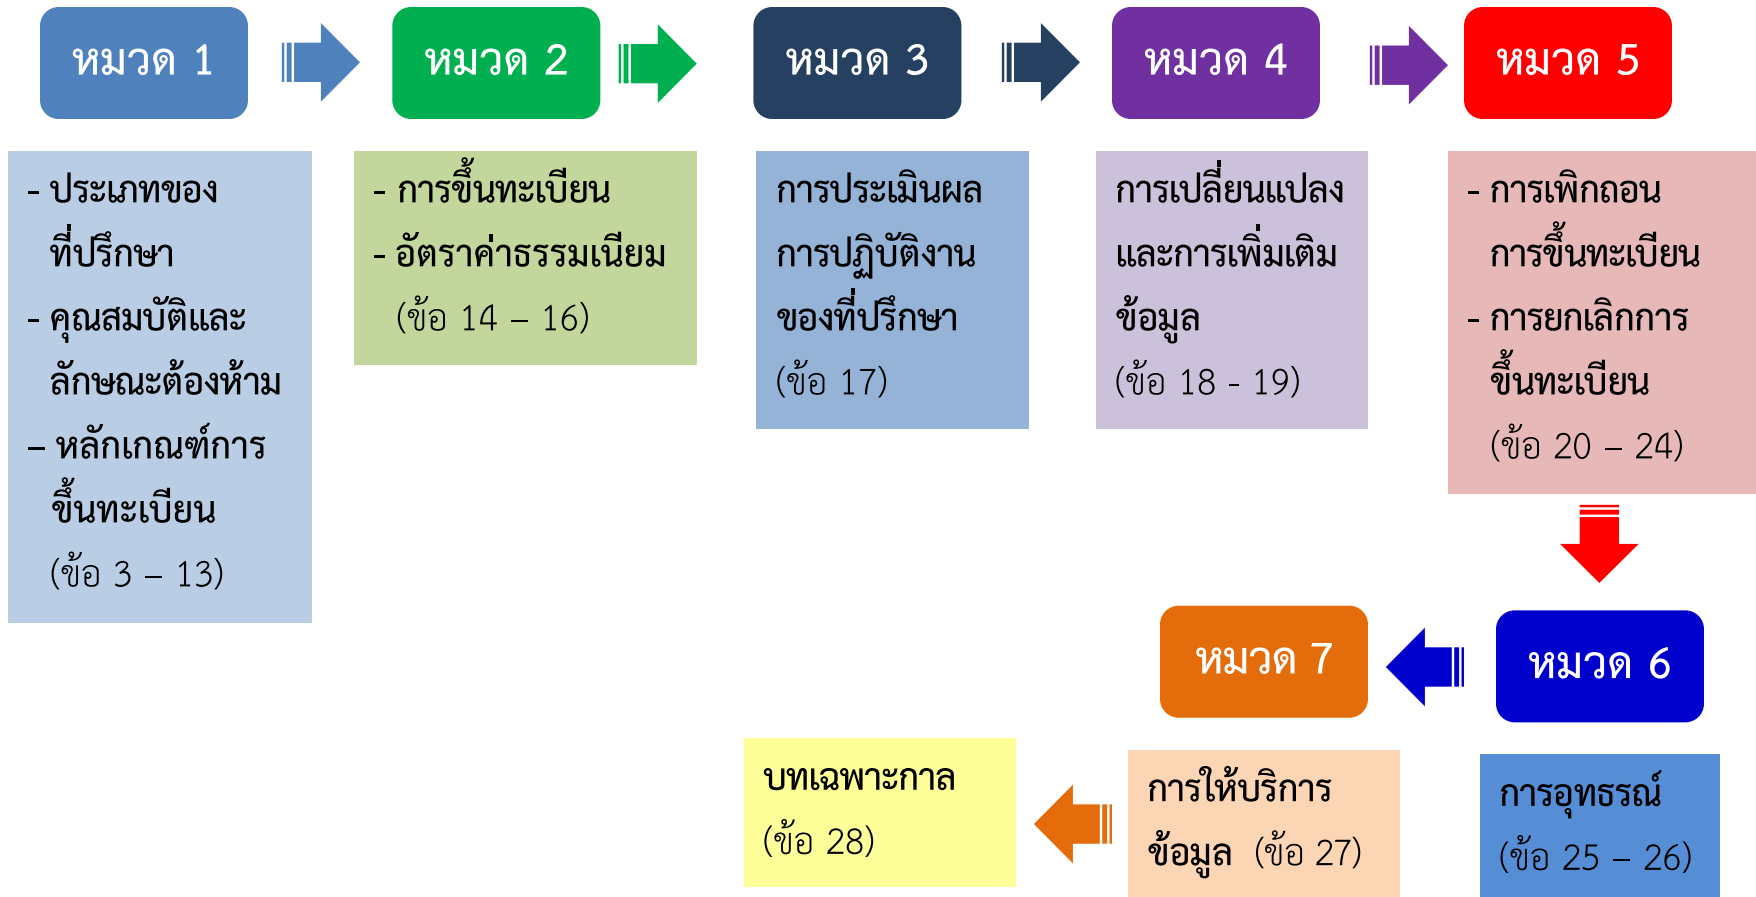 หมวด 1
- ประเภทของ
ที่ปรึกษา
- คุณสมบัติและ
ลักษณะต้องห้าม
– หลักเกณฑ์การ
ขึ้นทะเบียน
(ข้อ 3 – 13)
หมวด 2
- การขึ้นทะเบียน
- อัตราค่าธรรมเนียม
(ข้อ 14 – 16)
หมวด 3
การประเมินผล
การปฏิบัติงาน
ของที่ปรึกษา
(ข้อ 17)
หมวด 4
การเปลี่ยนแปลง
และการเพิ่มเติม
ข้อมูล
(ข้อ 18 - 19)
หมวด 5
- การเพิกถอน
การขึ้นทะเบียน
- การยกเลิกการ
ขึ้นทะเบียน
(ข้อ 20 – 24)
หมวด 6
การอุทธรณ์
(ข้อ 25 – 26)
หมวด 7
การให้บริการ
ข้อมูล (ข้อ 27)
บทเฉพาะกาล
(ข้อ 28)